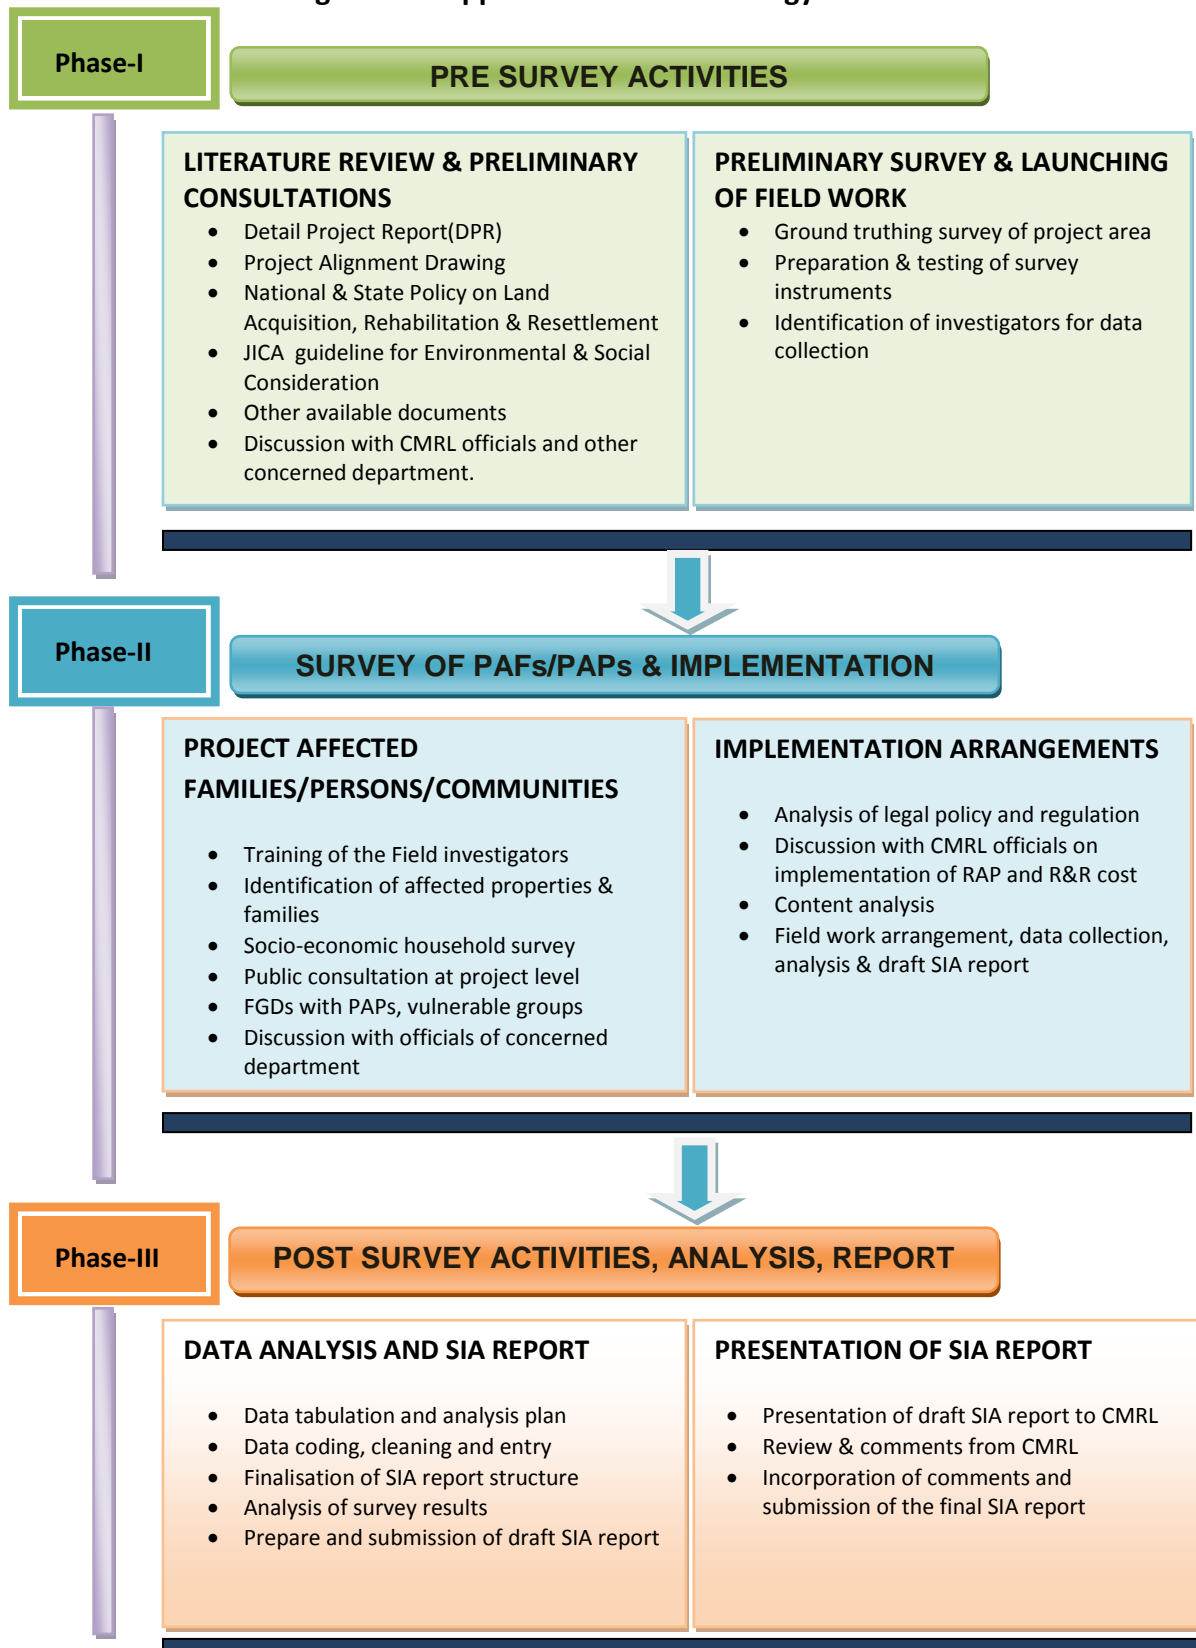 Phase-I
PRE SURVEY ACTIVITIES
LITERATURE REVIEW & PRELIMINARY
CONSULTATIONS
• Detail Project Report(DPR)
• Project Alignment Drawing
• National & State Policy on Land
Acquisition, Rehabilitation & Resettlement
• JICA guideline for Environmental & Social
Consideration
• Other available documents
• Discussion with CMRL officials and other
concerned department.
PRELIMINARY SURVEY & LAUNCHING
OF FIELD WORK
• Ground truthing survey of project area
• Preparation & testing of survey
instruments
• Identification of investigators for data
collection
Phase-II
SURVEY OF PAFs/PAPs & IMPLEMENTATION
PROJECT AFFECTED
FAMILIES/PERSONS/COMMUNITIES
• Training of the Field investigators
• Identification of affected properties &
families
• Socio-economic household survey
• Public consultation at project level
• FGDs with PAPs, vulnerable groups
• Discussion with officials of concerned
department
IMPLEMENTATION ARRANGEMENTS
• Analysis of legal policy and regulation
• Discussion with CMRL officials on
implementation of RAP and R&R cost
• Content analysis
• Field work arrangement, data collection,
analysis & draft SIA report
Phase-III
POST SURVEY ACTIVITIES, ANALYSIS, REPORT
DATA ANALYSIS AND SIA REPORT
• Data tabulation and analysis plan
• Data coding, cleaning and entry
• Finalisation of SIA report structure
• Analysis of survey results
• Prepare and submission of draft SIA report
PRESENTATION OF SIA REPORT
• Presentation of draft SIA report to CMRL
• Review & comments from CMRL
• Incorporation of comments and
submission of the final SIA report